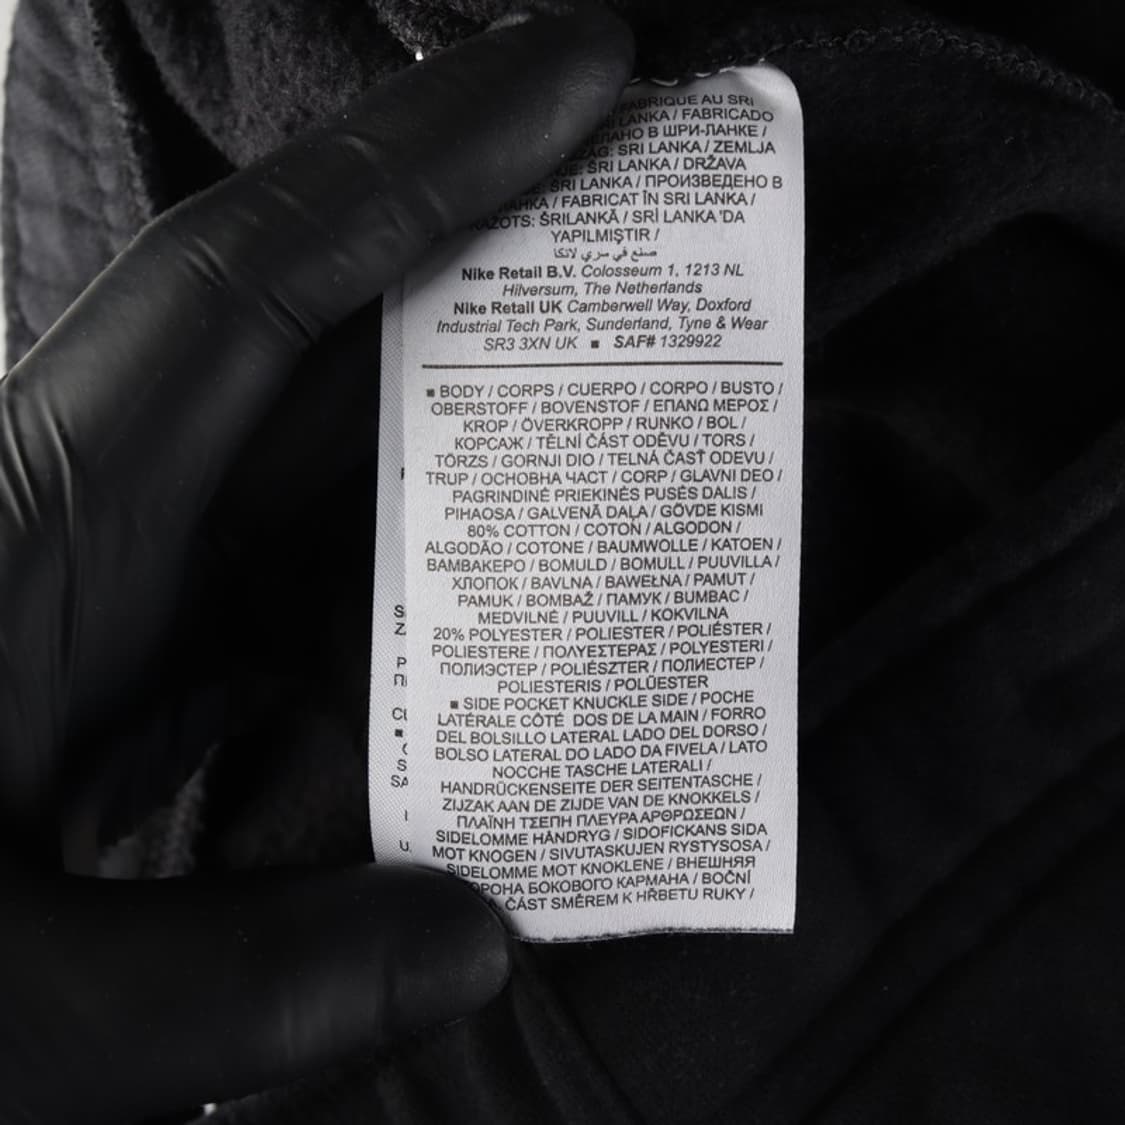 FABRIQUE AU SRI
LANKA / FABRICADO
В ШРИ-ЛАНКЕ /
SRI LANKA / ZEMLJA
SRI LANKA / DRŽAVA
SRI LANKA / ПРОИЗВЕДЕНО В
/ FABRICAT ÎN SRI LANKA /
RAŽOTS: ŠRILANKĀ / SRİ LANKA 'DA
YAPILMIŞTIR /
صنع في سري لانكا
Nike Retail B.V. Colosseum 1, 1213 NL
Hilversum, The Netherlands
Nike Retail UK Camberwell Way, Doxford
Industrial Tech Park, Sunderland, Tyne & Wear
SR3 3XN UK ■ SAF# 1329922
■ BODY / CORPS / CUERPO / CORPO / BUSTO /
OBERSTOFF / BOVENSTOF / ΕΠΑΝΩ ΜΕΡΟΣ /
KROP / ÖVERKROPP / RUNKO / BOL /
КОРСАЖ / TĚLNÍ ČÁST ODĚVU / TORS /
TÖRZS / GORNJI DIO / TELNÁ ČASŤ ODEVU /
TRUP / ОСНОВНА ЧАСТ / CORP / GLAVNI DEO /
PAGRINDINĖ PRIEKINĖS PUSĖS DALIS /
PIHAOSA / GALVENĀ DAĻA / GÖVDE KISMI
80% COTTON / COTON / ALGODON /
ALGODÃO / COTONE / BAUMWOLLE / KATOEN /
ΒΑΜΒΑΚΕΡΟ / BOMULD / BOMULL / PUUVILLA /
ХЛОПОК / BAVLNA / BAWEŁNA / PAMUT /
PAMUK / BOMBAŽ / ПАМУК / BUMBAC /
MEDVILNĖ / PUUVILL / KOKVILNA
20% POLYESTER / POLIESTER / POLIÉSTER /
POLIESTERE / ΠΟΛΥΕΣΤΕΡΑΣ / POLYESTERI /
ПОЛИЭСТЕР / POLIÉSZTER / ПОЛИЕСТЕР /
POLIESTERIS / POLÜESTER
■ SIDE POCKET KNUCKLE SIDE / POCHE
LATÉRALE CÔTÉ DOS DE LA MAIN / FORRO
DEL BOLSILLO LATERAL LADO DEL DORSO /
BOLSO LATERAL DO LADO DA FIVELA / LATO
NOCCHE TASCHE LATERALI /
HANDRÜCKENSEITE DER SEITENTASCHE /
ZIJZAK AAN DE ZIJDE VAN DE KNOKKELS /
ΠΛΑΪΝΗ ΤΣΕΠΗ ΠΛΕΥΡΑ ΑΡΘΡΩΣΕΩΝ /
SIDELOMME HÅNDRYG / SIDOFICKANS SIDA
MOT KNOGEN / SIVUTASKUJEN RYSTYSOSA /
SIDELOMME MOT KNOKLENE / ВНЕШНЯЯ
БОКОВОГО КАРМАНА / BOČNÍ
ČÁST SMĚREM K HŘBETU RUKY /